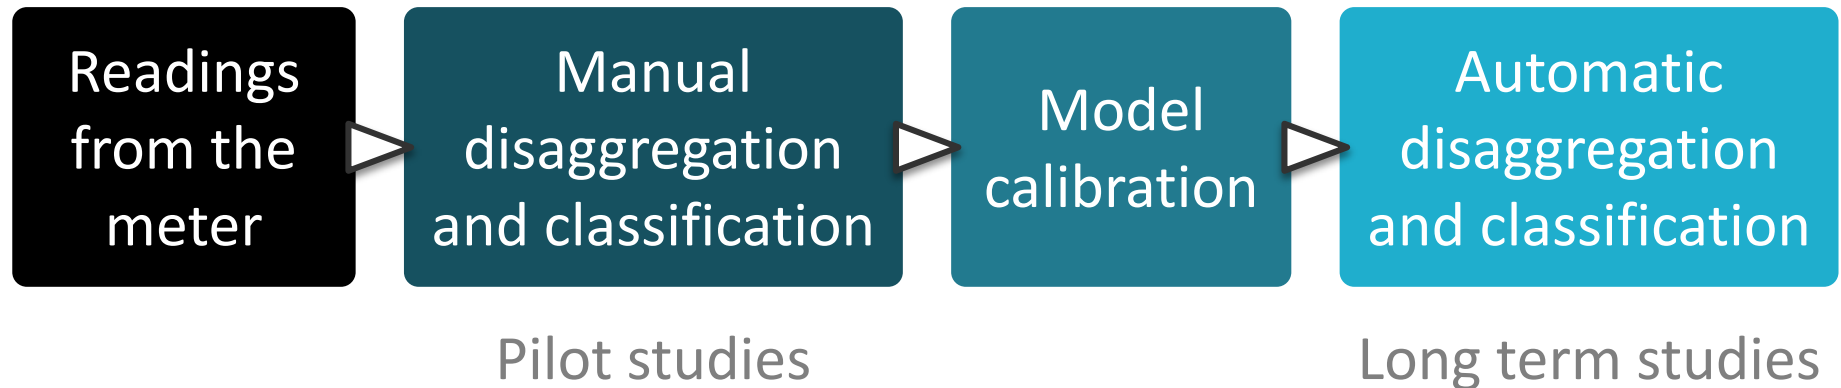 Readings
from the
meter
Manual
disaggregation
and classification
Model
calibration
Automatic
disaggregation
and classification
Pilot studies
Long term studies